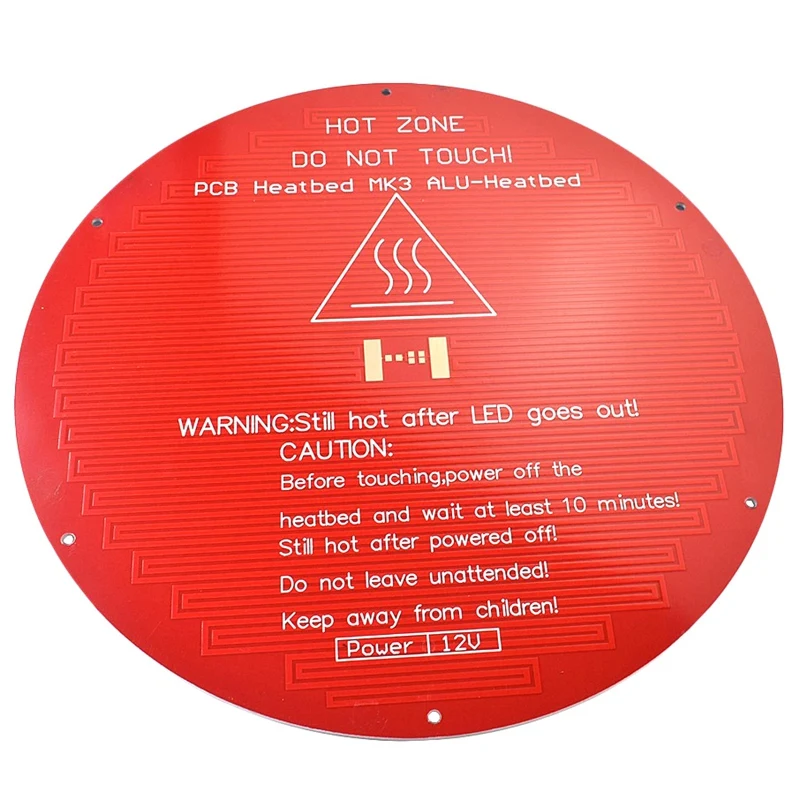 HOT ZONE
DO NOT TOUCH!
PCB Heatbed MK3 ALU-Heatbed
WARNING:Still hot after LED goes out!
CAUTION:
Before touching,power off the
heatbed and wait at least 10 minutes!
Still hot after powered off!
Do not leave unattended!
Keep away from children!
Power 12V